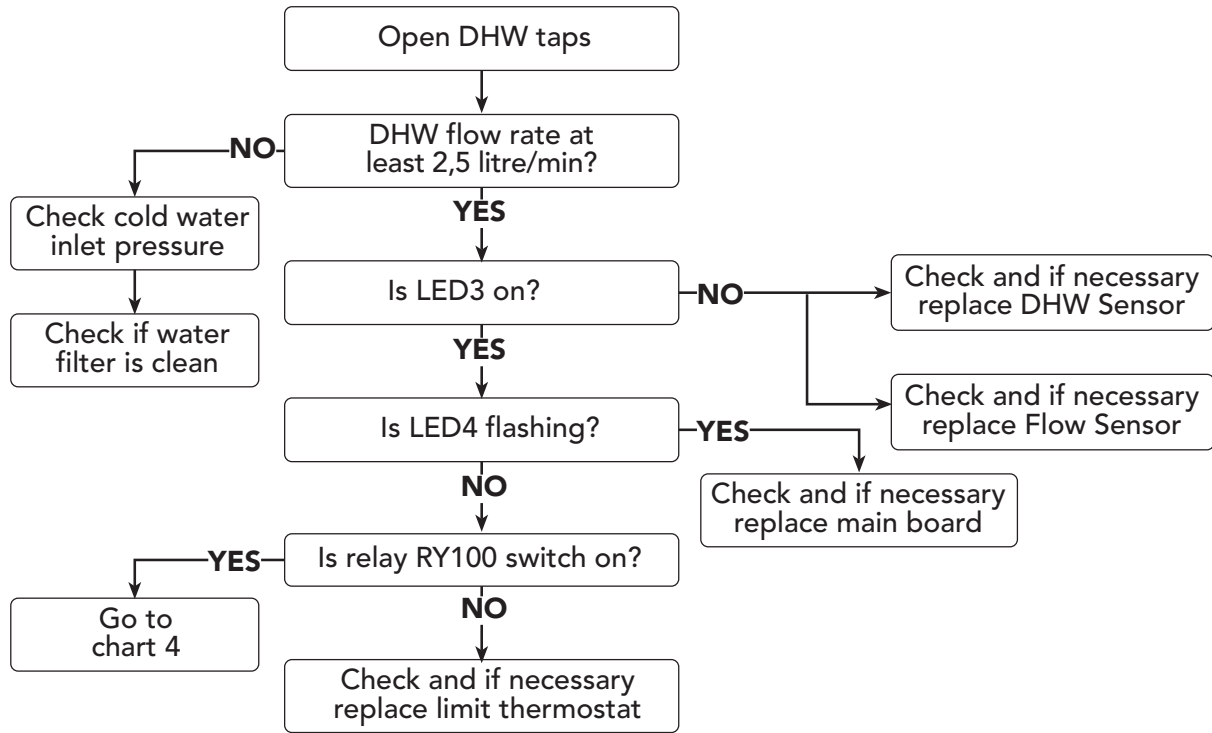 Open DHW taps
DHW flow rate at
least 2,5 litre/min?
NO
YES
Check cold water
inlet pressure
Check if water
filter is clean
Is LED3 on?
NO
Check and if necessary
replace DHW Sensor
YES
Check and if necessary
replace Flow Sensor
Is LED4 flashing?
YES
Check and if necessary
replace main board
NO
Is relay RY100 switch on?
YES
Go to
chart 4
NO
Check and if necessary
replace limit thermostat